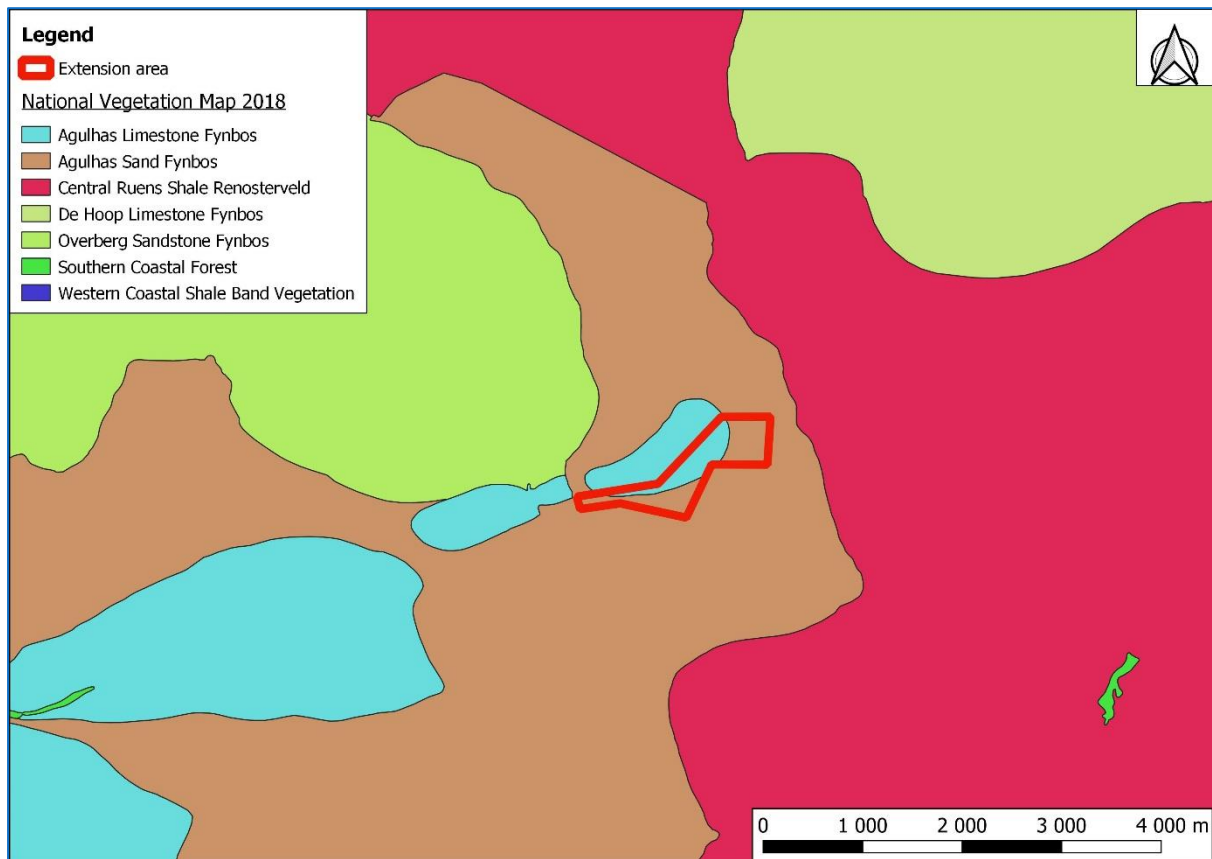 Legend
Extension area
National Vegetation Map 2018
Agulhas Limestone Fynbos
Agulhas Sand Fynbos
Central Ruens Shale Renosterveld
De Hoop Limestone Fynbos
Overberg Sandstone Fynbos
Southern Coastal Forest
Western Coastal Shale Band Vegetation
0 1 000 2 000 3 000 4 000 m